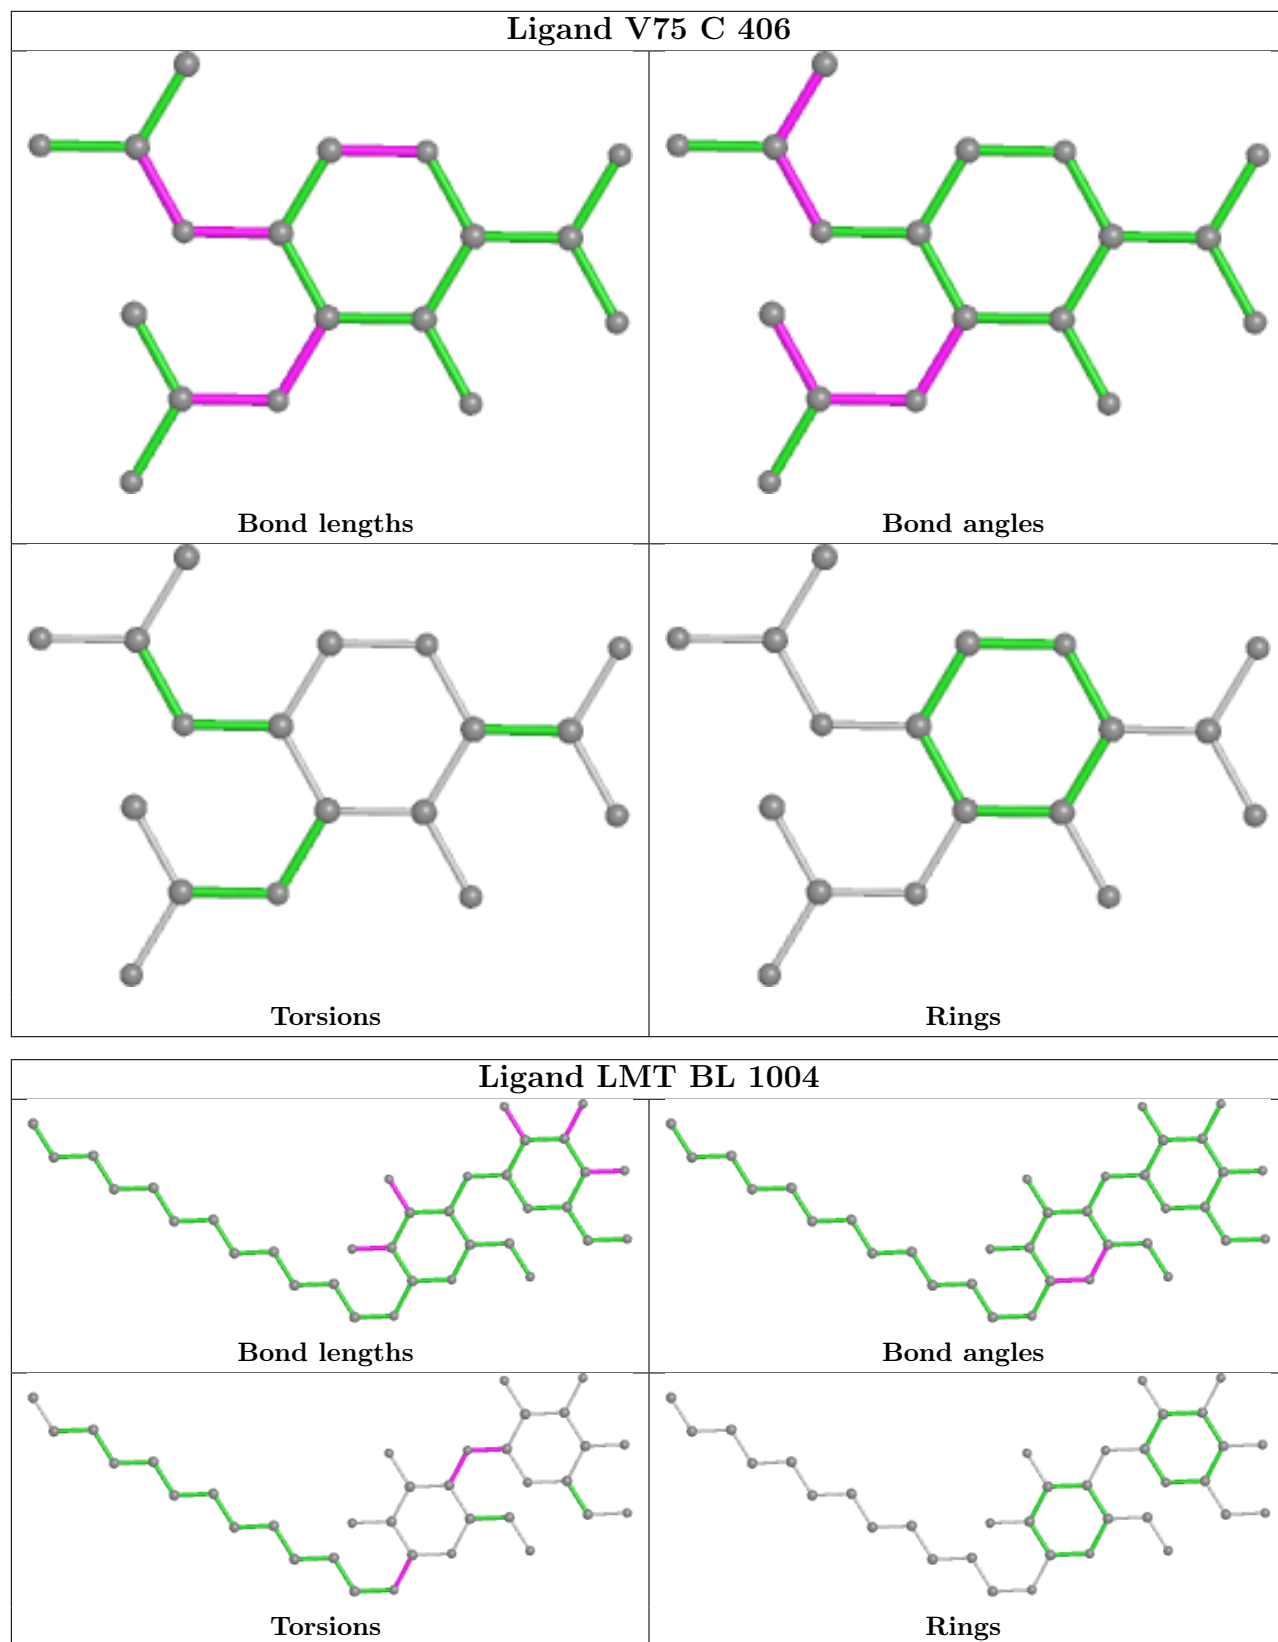 Ligand V75 C 406
Bond lengths
Bond angles
Torsions
Rings
Ligand LMT BL 1004
Bond lengths
Bond angles
Torsions
Rings